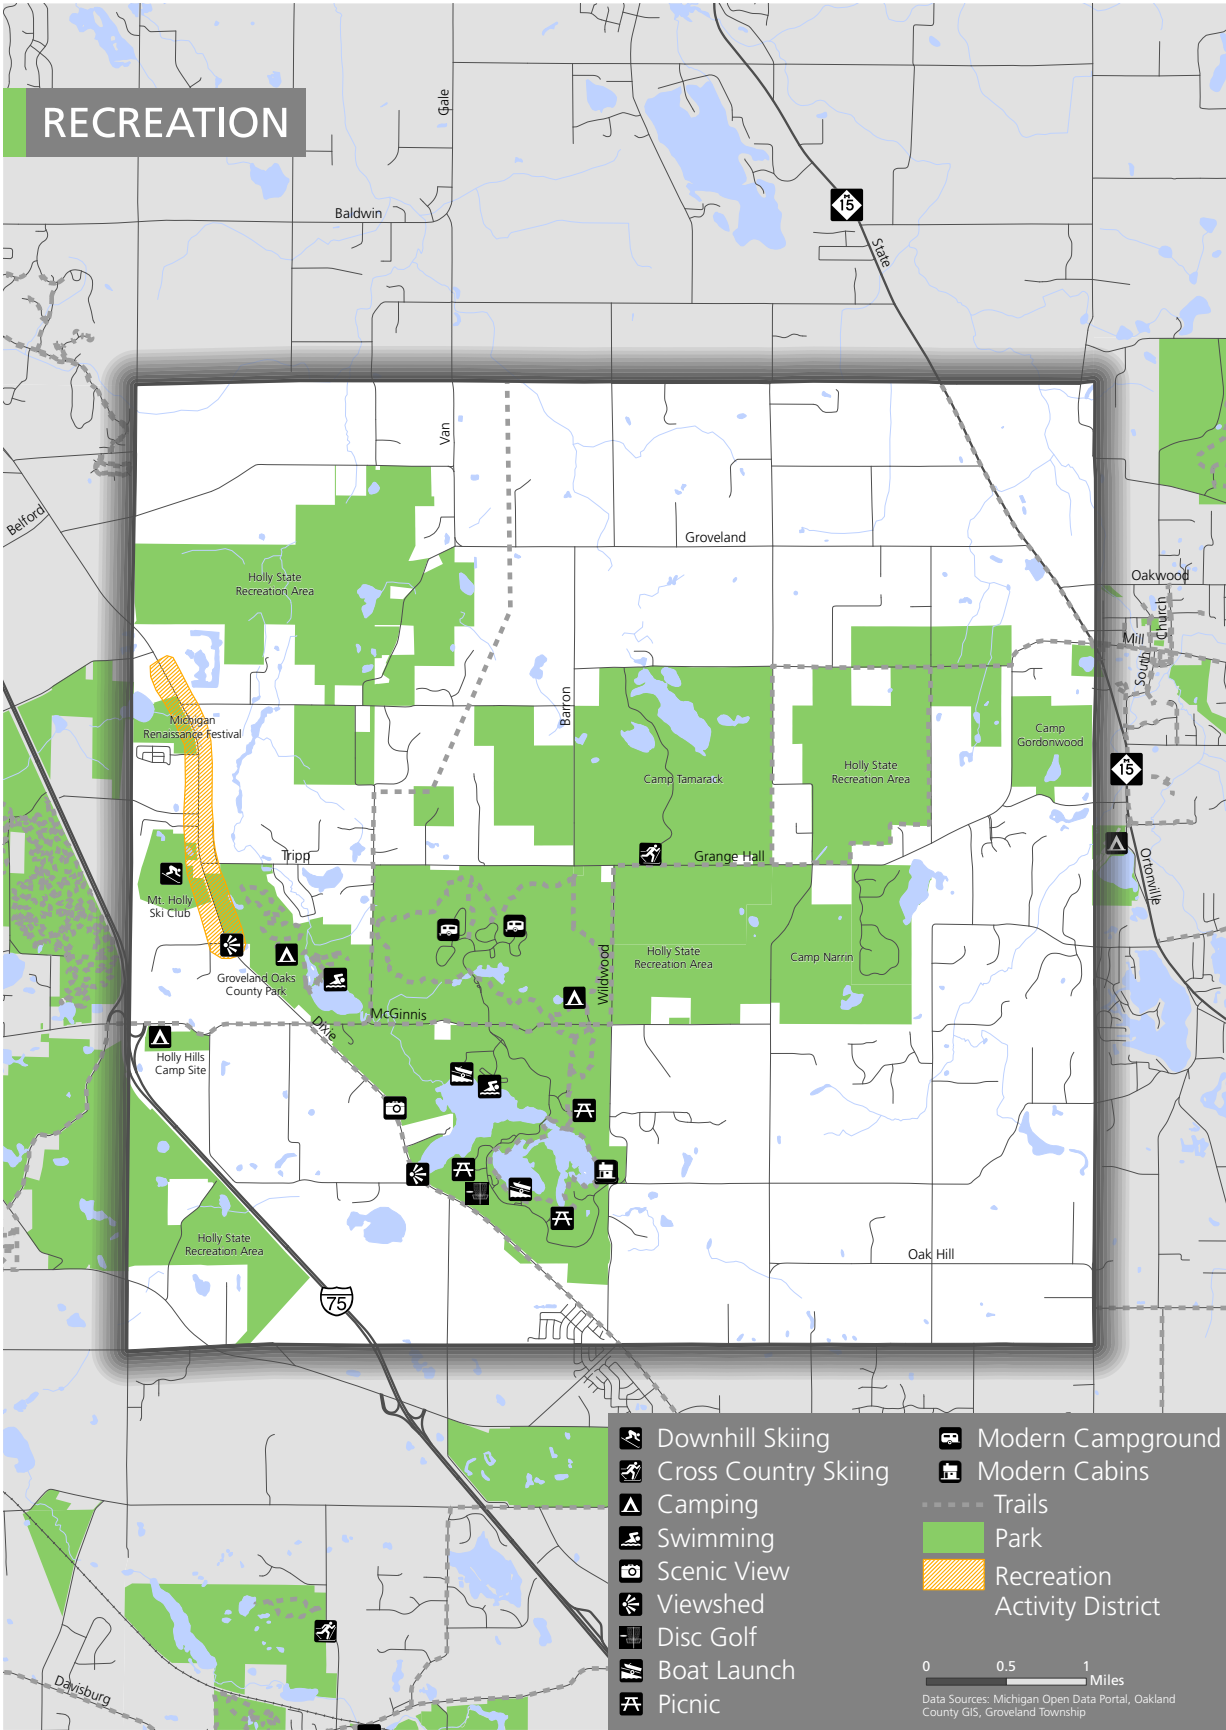 RECREATION
Gale
Baldwin
M
15
State
Van
Belford
Groveland
Holly State
Recreation Area
Oakwood
Church
Mill
South
Barron
Michigan
Renaissance Festival
Camp
Gordonwood
Camp Tamarack
Holly State
Recreation Area
M
15
Tripp
Grange Hall
Ortonville
Mt. Holly
Ski Club
Groveland Oaks
County Park
Wildwood
Holly State
Recreation Area
Camp Narrin
McGinnis
Dixie
Holly Hills
Camp Site
Holly State
Recreation Area
Oak Hill
75
Davisburg
Downhill Skiing
Cross Country Skiing
Camping
Swimming
Scenic View
Viewshed
Disc Golf
Boat Launch
Picnic
Modern Campground
Modern Cabins
Trails
Park
Recreation
Activity District
0 0.5 1
Miles
Data Sources: Michigan Open Data Portal, Oakland
County GIS, Groveland Township